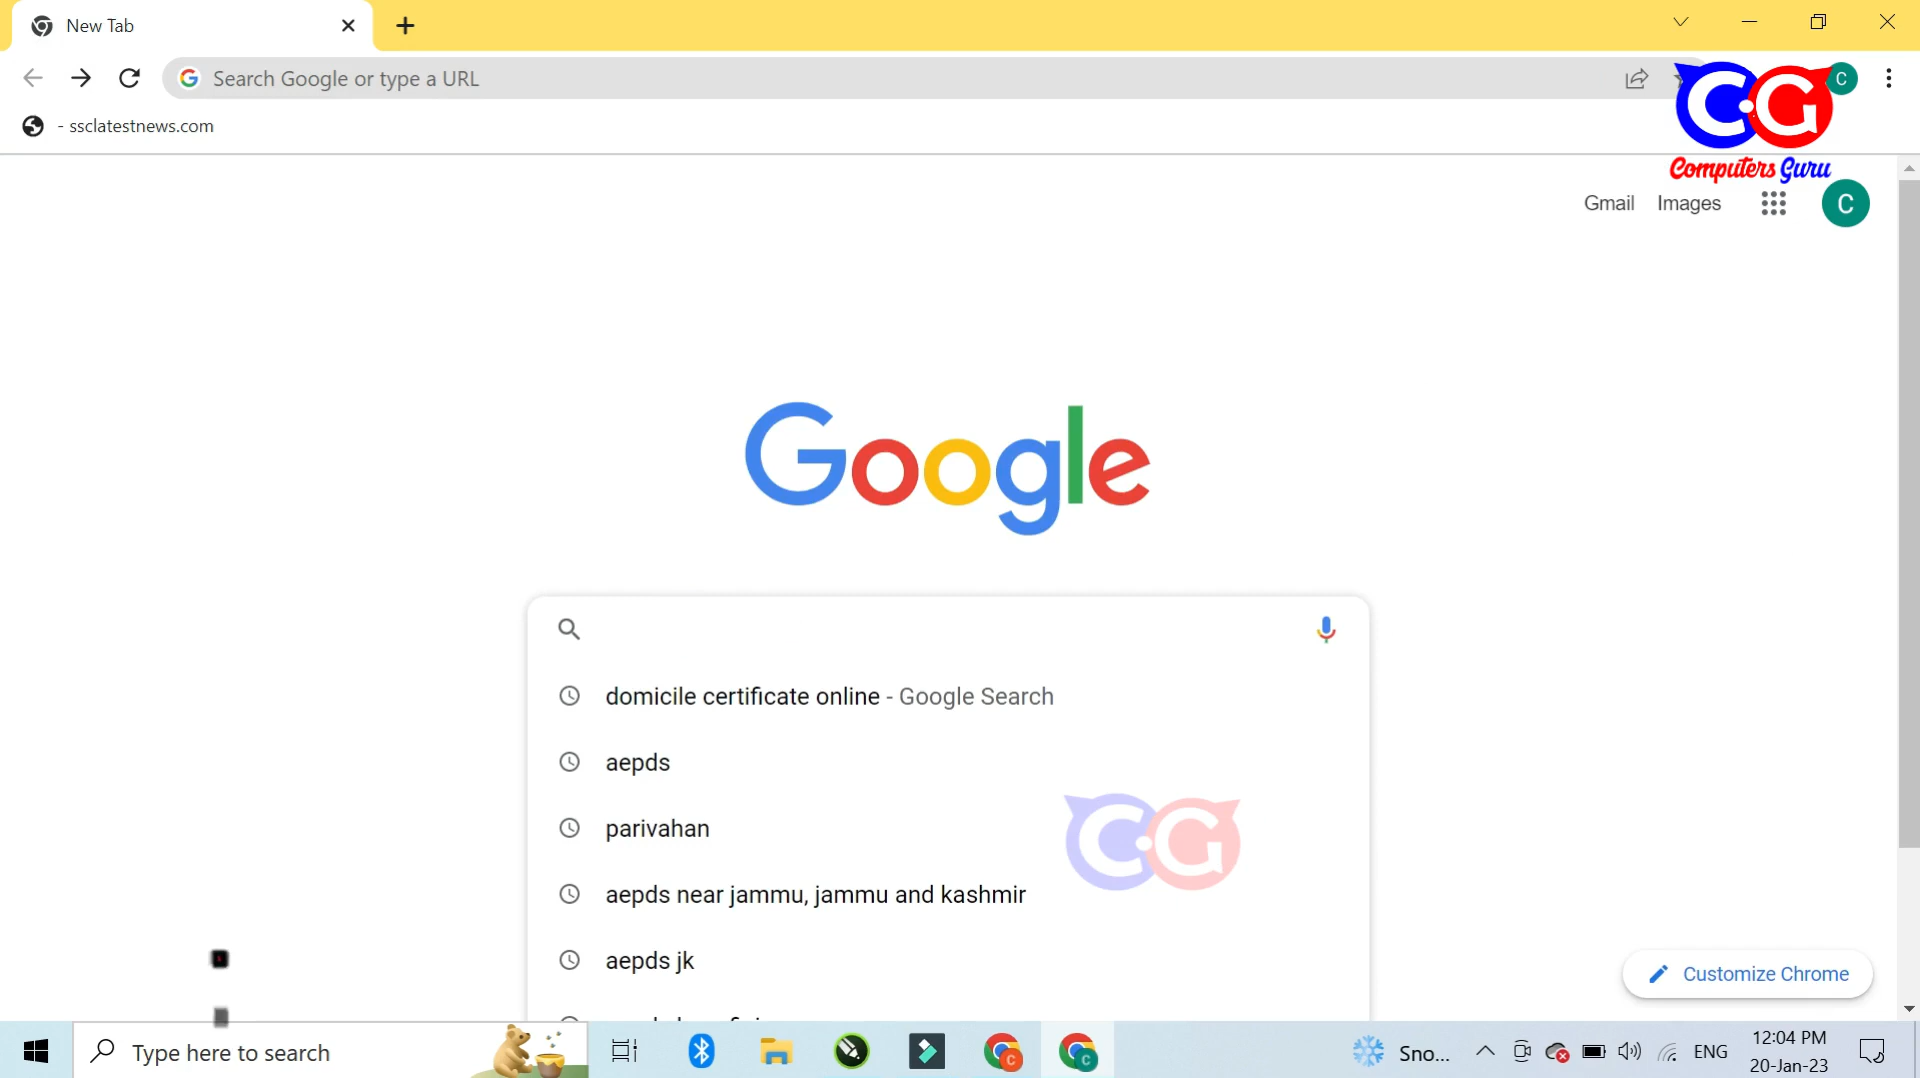 New Tab
Search Google or type a URL
C
- ssclatestnews.com
CG
Computers Guru
Gmail Images
C
Google
domicile certificate online - Google Search
aepds
parivahan
CG
aepds near jammu, jammu and kashmir
aepds jk
Customize Chrome
Type here to search
C
C
Sno...
ENG
12:04 PM
20-Jan-23